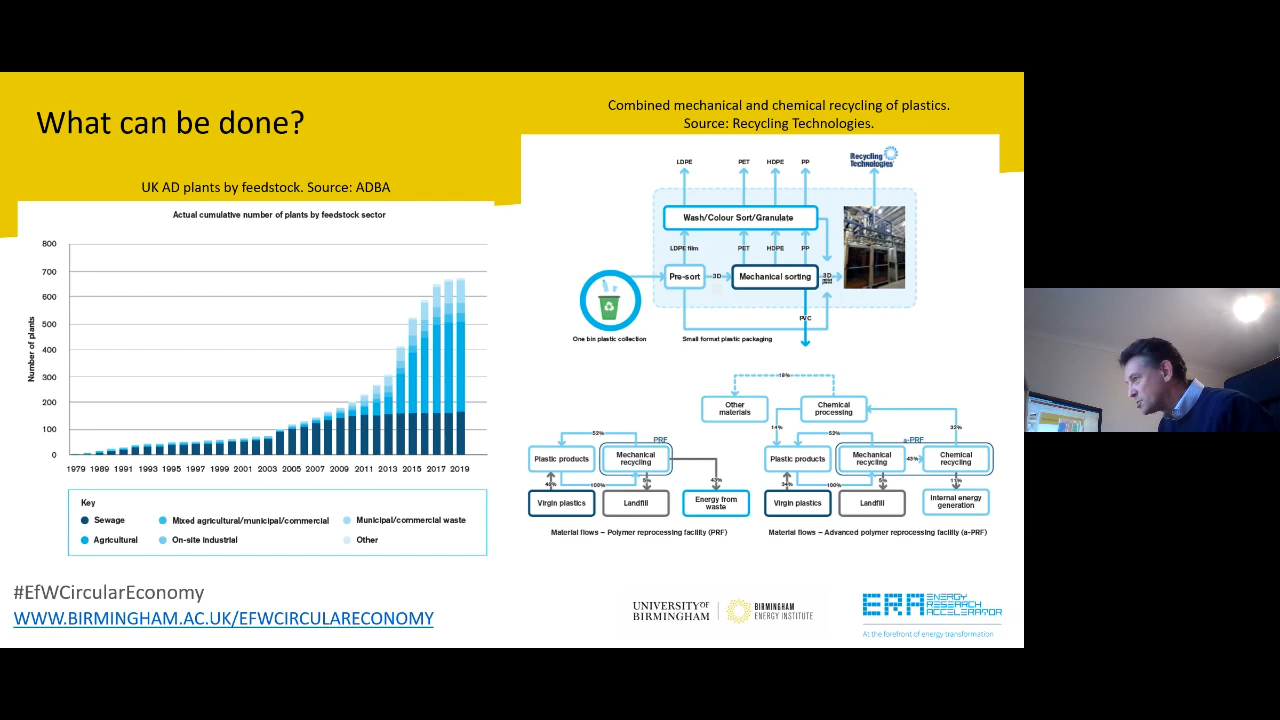 What can be done?
UK AD plants by feedstock. Source: ADBA
Actual cumulative number of plants by feedstock sector
Number of plants
800
700
600
500
400
300
200
100
0
1979 1989 1991 1993 1995 1997 1999 2001 2003 2005 2007 2009 2011 2013 2015 2017 2019
Key
Sewage
Mixed agricultural/municipal/commercial
Municipal/commercial waste
Agricultural
On-site industrial
Other
#EfWCircularEconomy
WWW.BIRMINGHAM.AC.UK/EFWCIRCULARECONOMY
Combined mechanical and chemical recycling of plastics.
Source: Recycling Technologies.
LDPE PET HDPE PP
Recycling
Technologies
Wash/Colour Sort/Granulate
LDPE film PET HDPE PP
Pre-sort
3D
Mechanical sorting
3D
PVC
One bin plastic collection
Small format plastic packaging
18%
Other
materials
Chemical
processing
14%
32%
52%
PRF
Plastic products
Mechanical
recycling
100%
5%
43%
Virgin plastics
Landfill
Energy from
waste
Material flows – Polymer reprocessing facility (PRF)
52%
a-PRF
Plastic products
Mechanical
recycling
43%
Chemical
recycling
34%
100%
5%
11%
Virgin plastics
Landfill
Internal energy
generation
Material flows – Advanced polymer reprocessing facility (a-PRF)
UNIVERSITY OF
BIRMINGHAM
BIRMINGHAM
ENERGY INSTITUTE
ERA
ENERGY
RESEARCH
ACCELERATOR
At the forefront of energy transformation